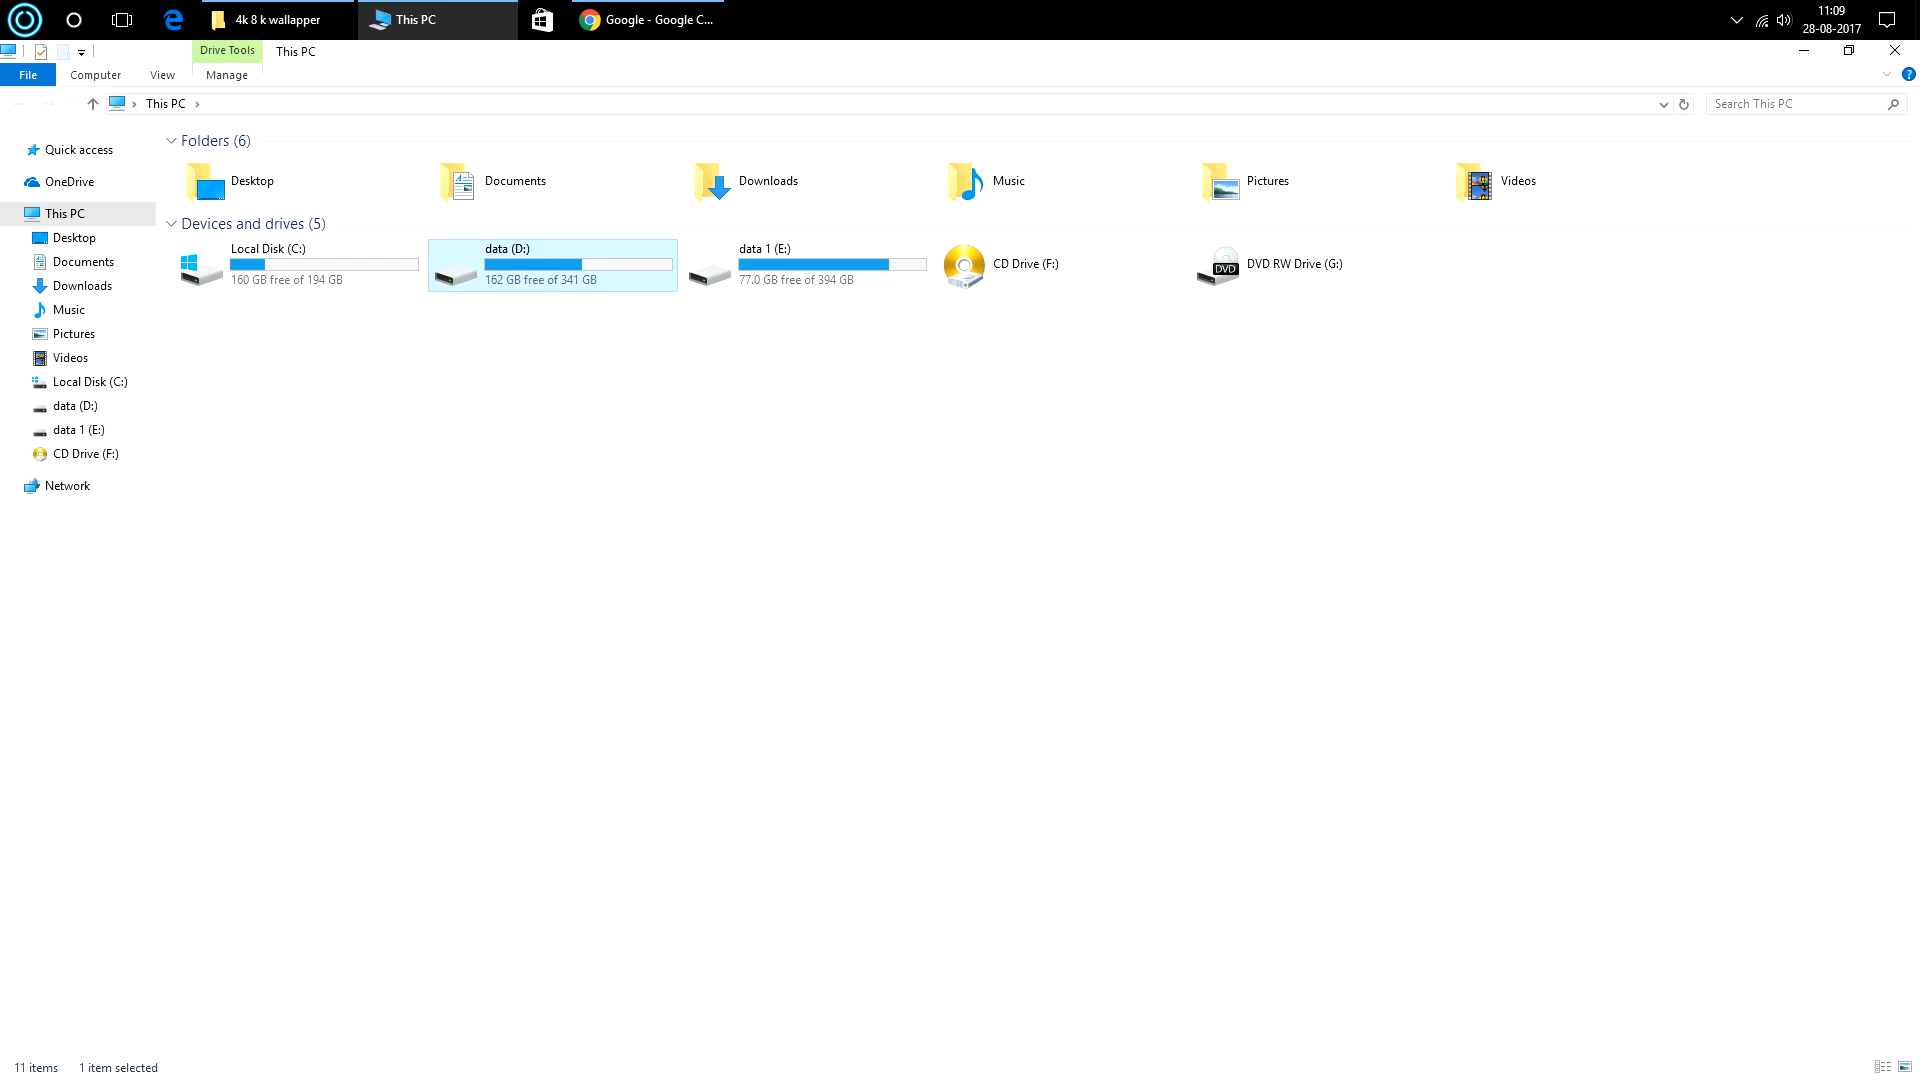 4k 8 k wallapper
This PC
Google - Google C...
11:09
28-08-2017
Drive Tools
This PC
File
Computer
View
Manage
?
This PC
Search This PC
Quick access
OneDrive
This PC
Desktop
Documents
Downloads
Music
Pictures
Videos
Local Disk (C:)
data (D:)
data 1 (E:)
CD Drive (F:)
Network
Folders (6)
Desktop
Documents
Downloads
Music
Pictures
Videos
Devices and drives (5)
Local Disk (C:)
160 GB free of 194 GB
data (D:)
162 GB free of 341 GB
data 1 (E:)
77.0 GB free of 394 GB
CD Drive (F:)
DVD
DVD RW Drive (G:)
11 items
1 item selected